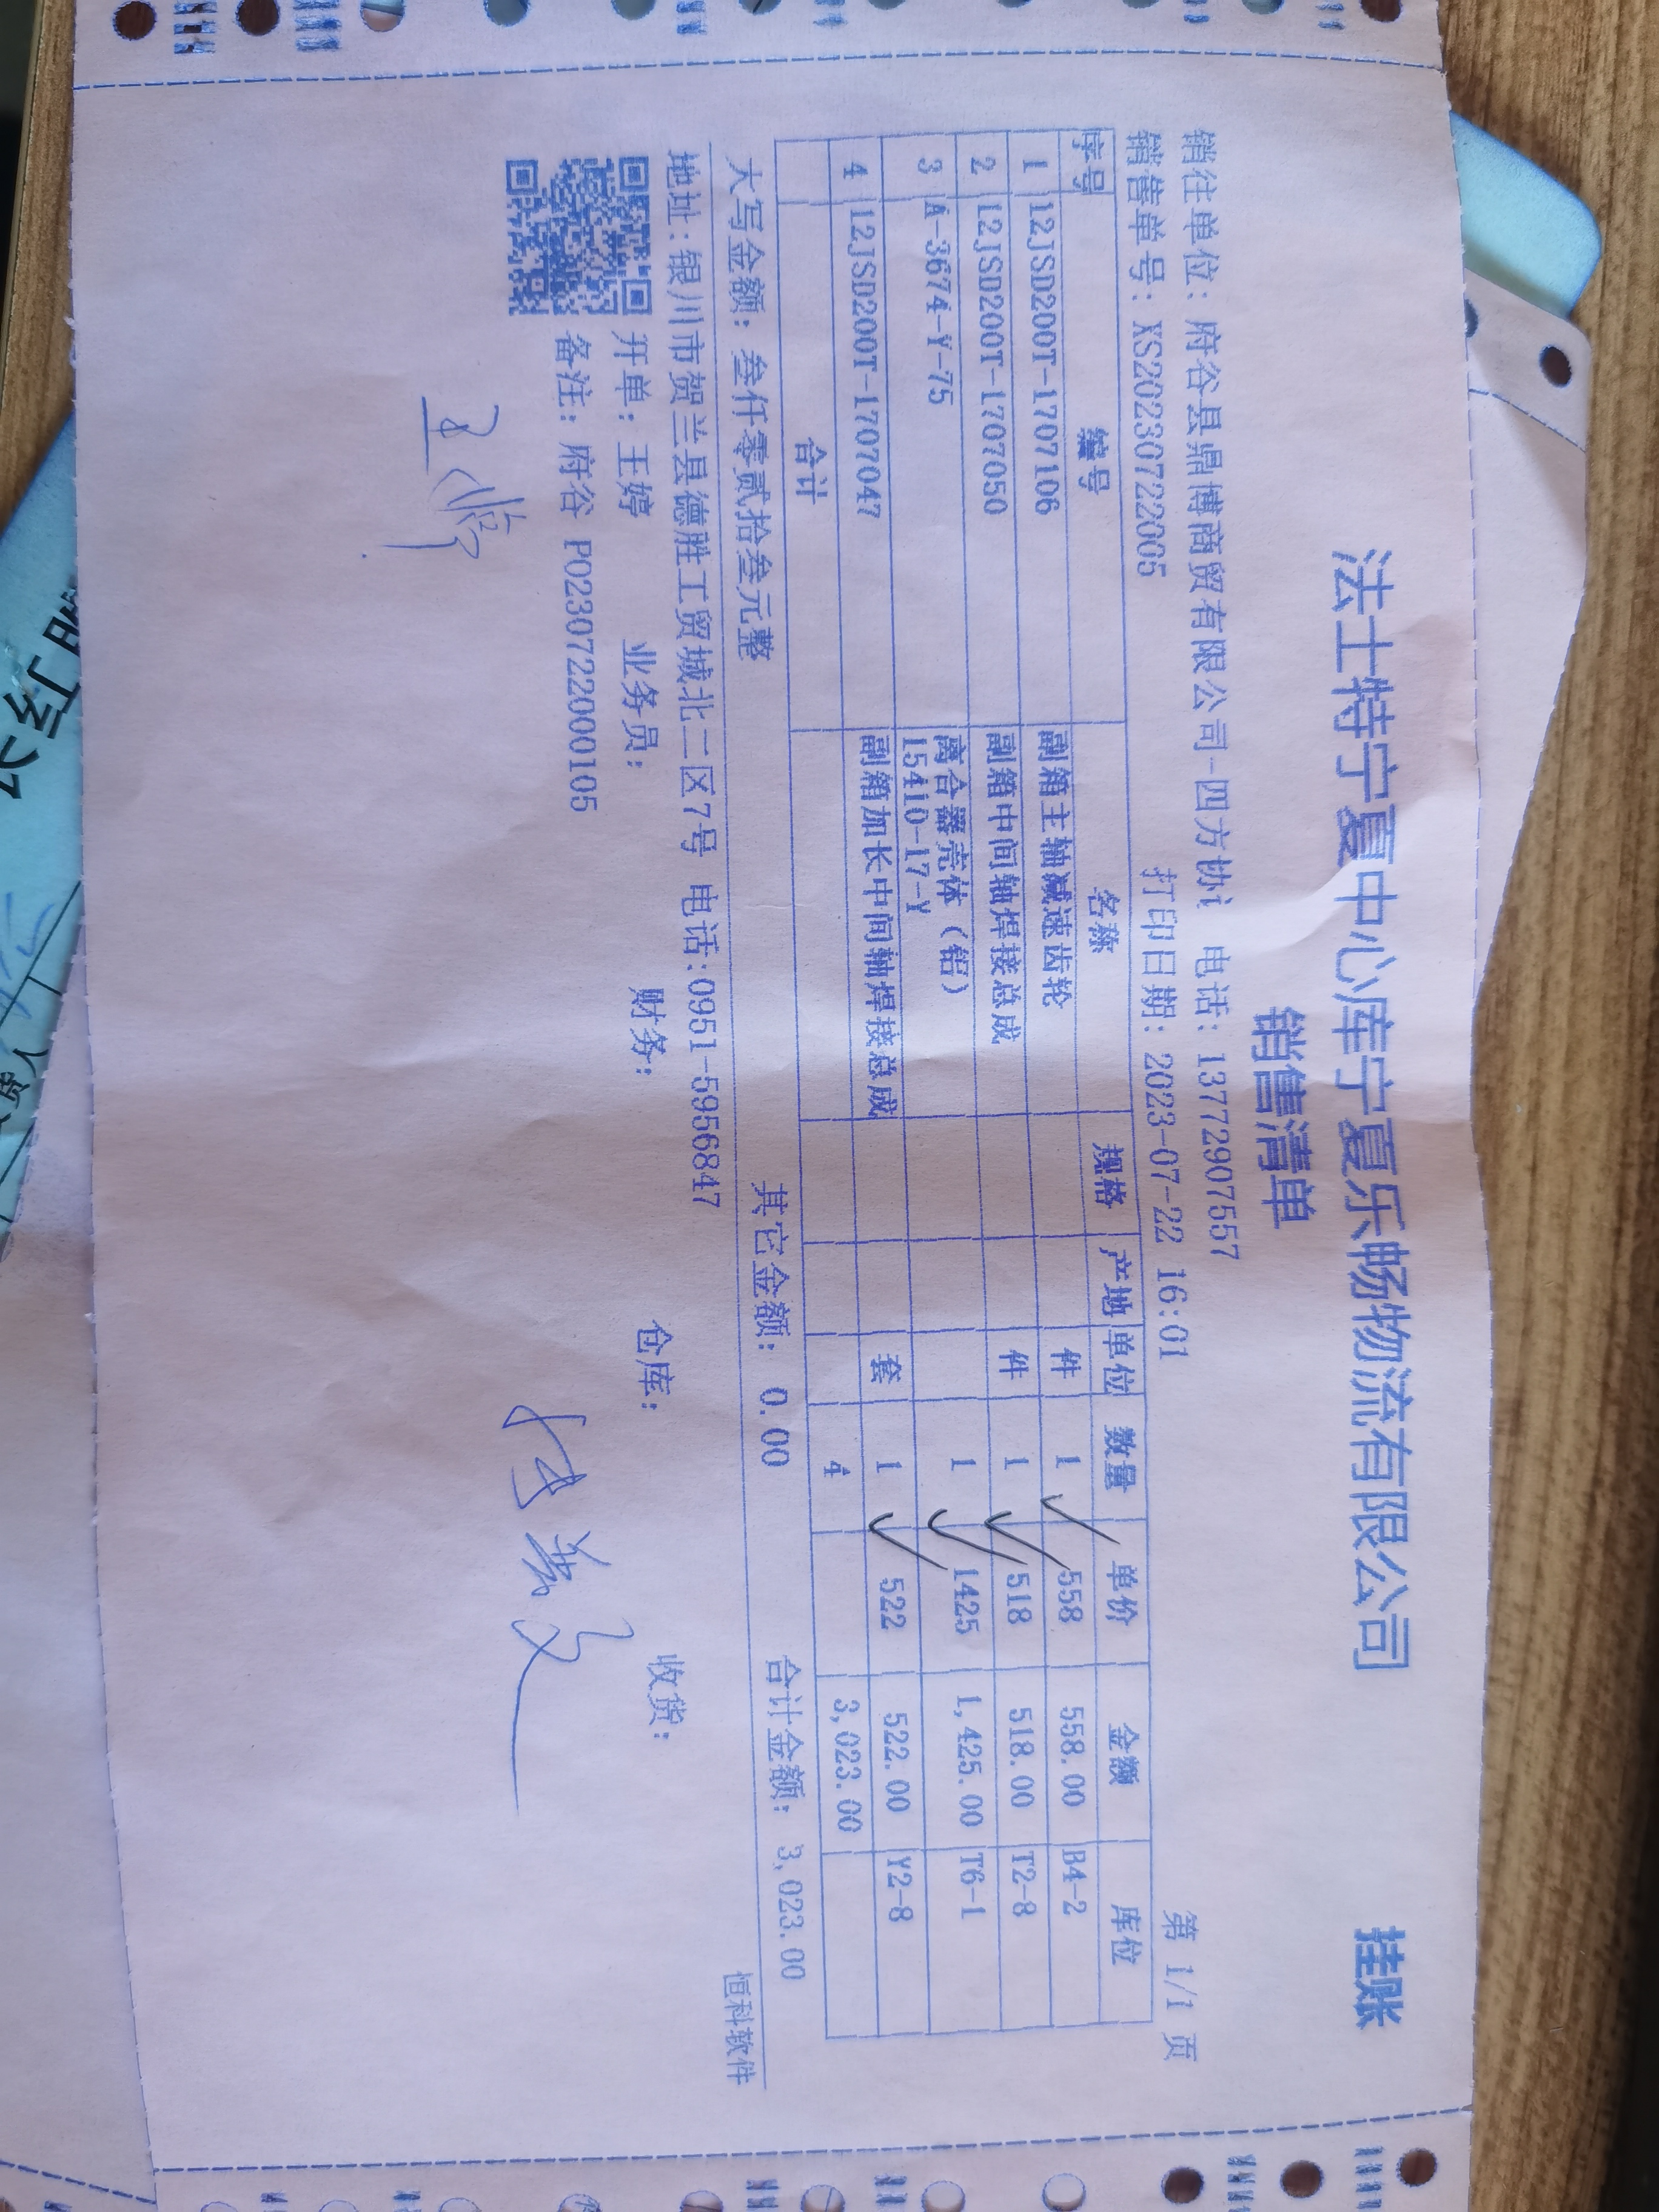 法士特宁夏中心库宁夏乐畅物流有限公司 挂账
销售清单
销往单位: 府谷县鼎博商贸有限公司-四方协议 电话: 13772907557
销售单号: XS202307220​05 打印日期: 2023-07-22 16:01 第 1/1 页
序号 编号 名称 规格 产地 单位 数量 单价 金额 库位
1 12JSD200T-1707106 副箱主轴减速齿轮 件 1 558 558.00 B4-2
2 12JSD200T-1707050 副箱中间轴焊接总成 件 1 518 518.00 T2-8
3 A-3674-Y-75 离合器壳体(铝) 1 1425 1,425.00 T6-1
15410-17-Y
4 12JSD200T-1707047 副箱加长中间轴焊接总成 套 1 522 522.00 Y2-8
合计 4 3,023.00
大写金额: 叁仟零贰拾叁元整 其它金额: 0.00 合计金额: 3,023.00
地址:银川市贺兰县德胜工贸城北二区7号 电话:0951-5956847 恒科软件
开单: 王婷 业务员: 财务: 仓库: 收货:
备注: 府谷 P0230722000105
王婷